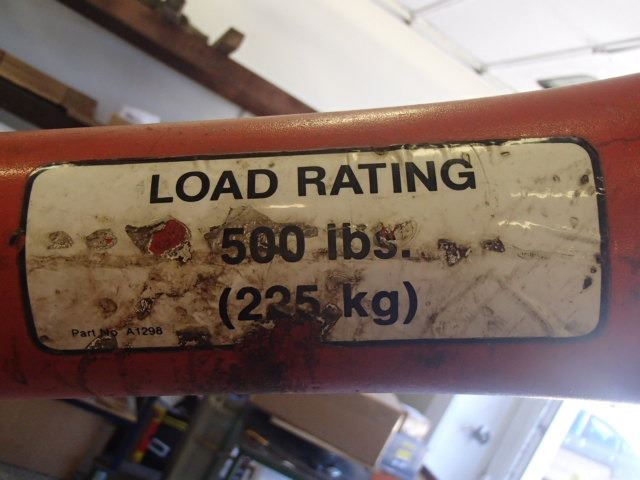 LOAD RATING
500 lbs.
(225 kg)
Part No. A1298